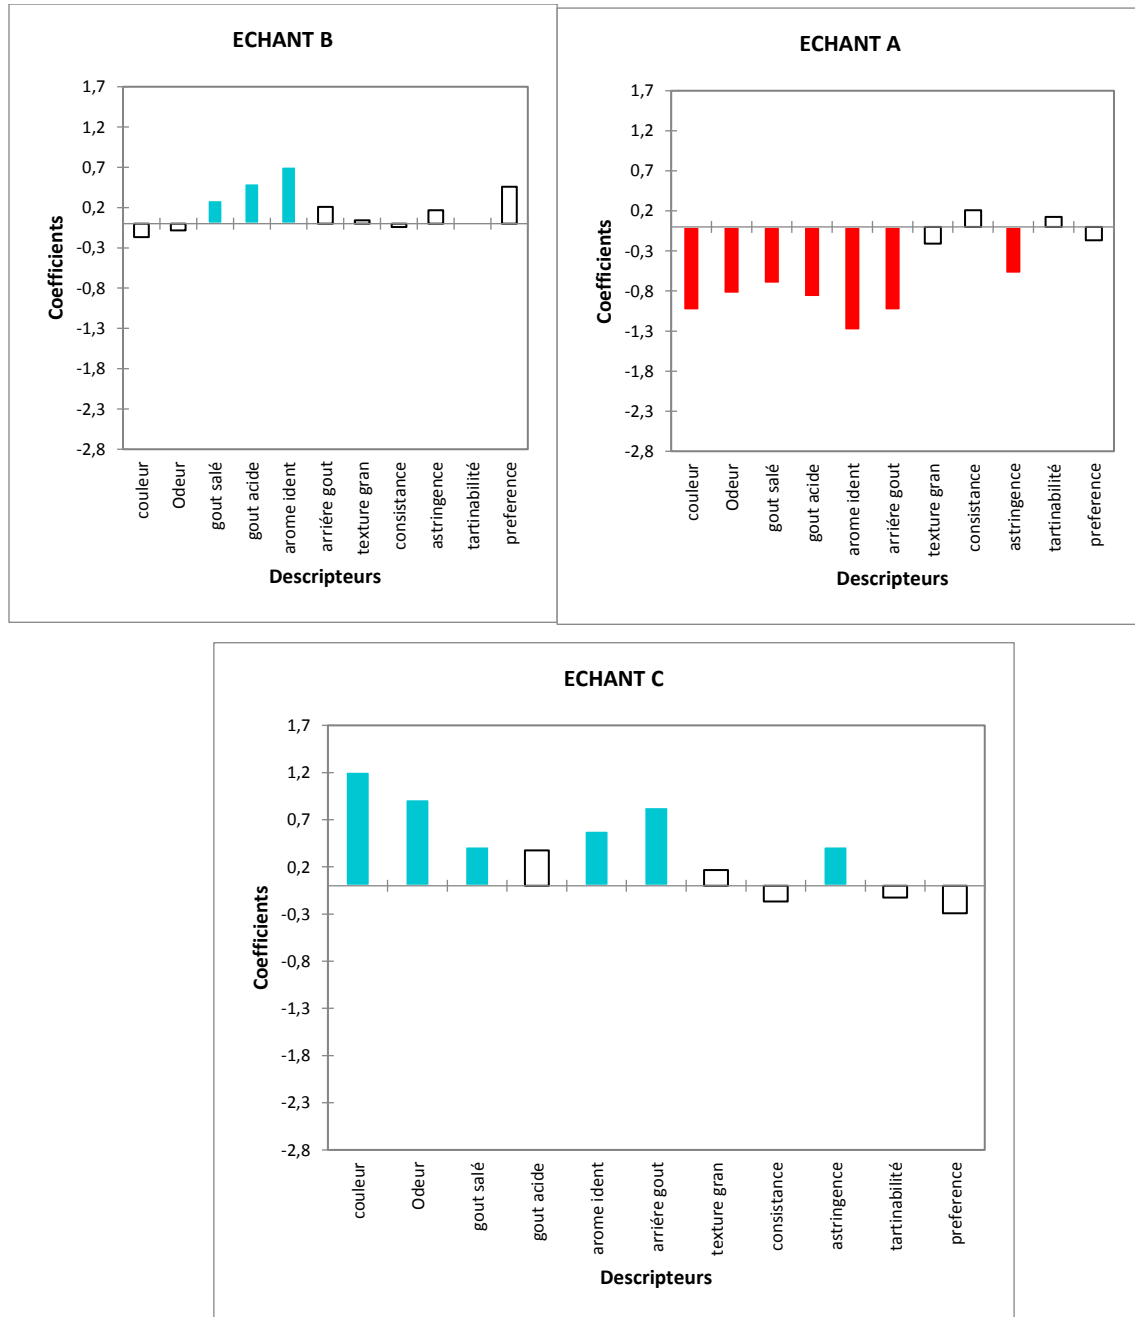 ECHANT B
1,7
1,2
0,7
0,2
-0,3
-0,8
-1,3
-1,8
-2,3
-2,8
Coefficients
couleur
Odeur
gout salé
gout acide
arome ident
arriére gout
texture gran
consistance
astringence
tartinabilité
preference
Descripteurs
ECHANT A
1,7
1,2
0,7
0,2
-0,3
-0,8
-1,3
-1,8
-2,3
-2,8
Coefficients
couleur
Odeur
gout salé
gout acide
arome ident
arriére gout
texture gran
consistance
astringence
tartinabilité
preference
Descripteurs
ECHANT C
1,7
1,2
0,7
0,2
-0,3
-0,8
-1,3
-1,8
-2,3
-2,8
Coefficients
couleur
Odeur
gout salé
gout acide
arome ident
arriére gout
texture gran
consistance
astringence
tartinabilité
preference
Descripteurs